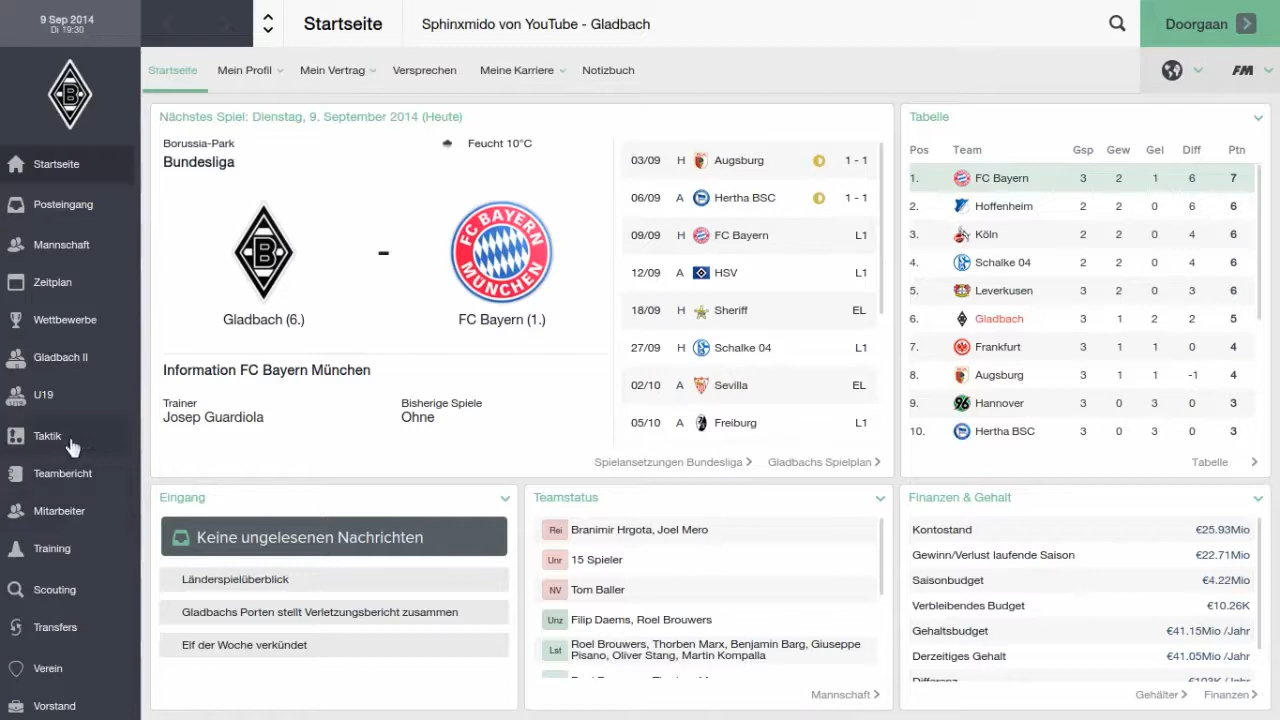 9 Sep 2014
Di 19:30
Startseite
Sphinxmido von YouTube - Gladbach
Doorgaan
Startseite
Mein Profil
Mein Vertrag
Versprechen
Meine Karriere
Notizbuch
FM
B
Startseite
Posteingang
Mannschaft
Zeitplan
Wettbewerbe
Gladbach II
U19
Taktik
Teambericht
Mitarbeiter
Training
Scouting
Transfers
Verein
Vorstand
Nächstes Spiel: Dienstag, 9. September 2014 (Heute)
Borussia-Park
Bundesliga
Feucht 10°C
B
-
FC BAYERN MÜNCHEN
Gladbach (6.)
FC Bayern (1.)
Information FC Bayern München
Trainer
Josep Guardiola
Bisherige Spiele
Ohne
03/09 H Augsburg 1 - 1
06/09 A Hertha BSC 1 - 1
09/09 H FC Bayern L1
12/09 A HSV L1
18/09 H Sheriff EL
27/09 H Schalke 04 L1
02/10 A Sevilla EL
05/10 A Freiburg L1
Spielansetzungen Bundesliga
Gladbachs Spielplan
Tabelle
Pos Team Gsp Gew Gel Diff Ptn
1. FC Bayern 3 2 1 6 7
2. Hoffenheim 2 2 0 6 6
3. Köln 2 2 0 4 6
4. Schalke 04 2 2 0 4 6
5. Leverkusen 3 2 0 3 6
6. Gladbach 3 1 2 2 5
7. Frankfurt 3 1 1 0 4
8. Augsburg 3 1 1 -1 4
9. Hannover 3 0 3 0 3
10. Hertha BSC 3 0 3 0 3
Tabelle
Eingang
Keine ungelesenen Nachrichten
Länderspielüberblick
Gladbachs Porten stellt Verletzungsbericht zusammen
Elf der Woche verkündet
Teamstatus
Rei Branimir Hrgota, Joel Mero
Unr 15 Spieler
NV Tom Baller
Unz Filip Daems, Roel Brouwers
Lat Roel Brouwers, Thorben Marx, Benjamin Barg, Giuseppe
Pisano, Oliver Stang, Martin Kompalla
Mannschaft
Finanzen & Gehalt
Kontostand €25.93Mio
Gewinn/Verlust laufende Saison €22.71Mio
Saisonbudget €4.22Mio
Verbleibendes Budget €10.26K
Gehaltsbudget €41.15Mio /Jahr
Derzeitiges Gehalt €41.05Mio /Jahr
Differenz €103K /Jahr
Gehälter
Finanzen